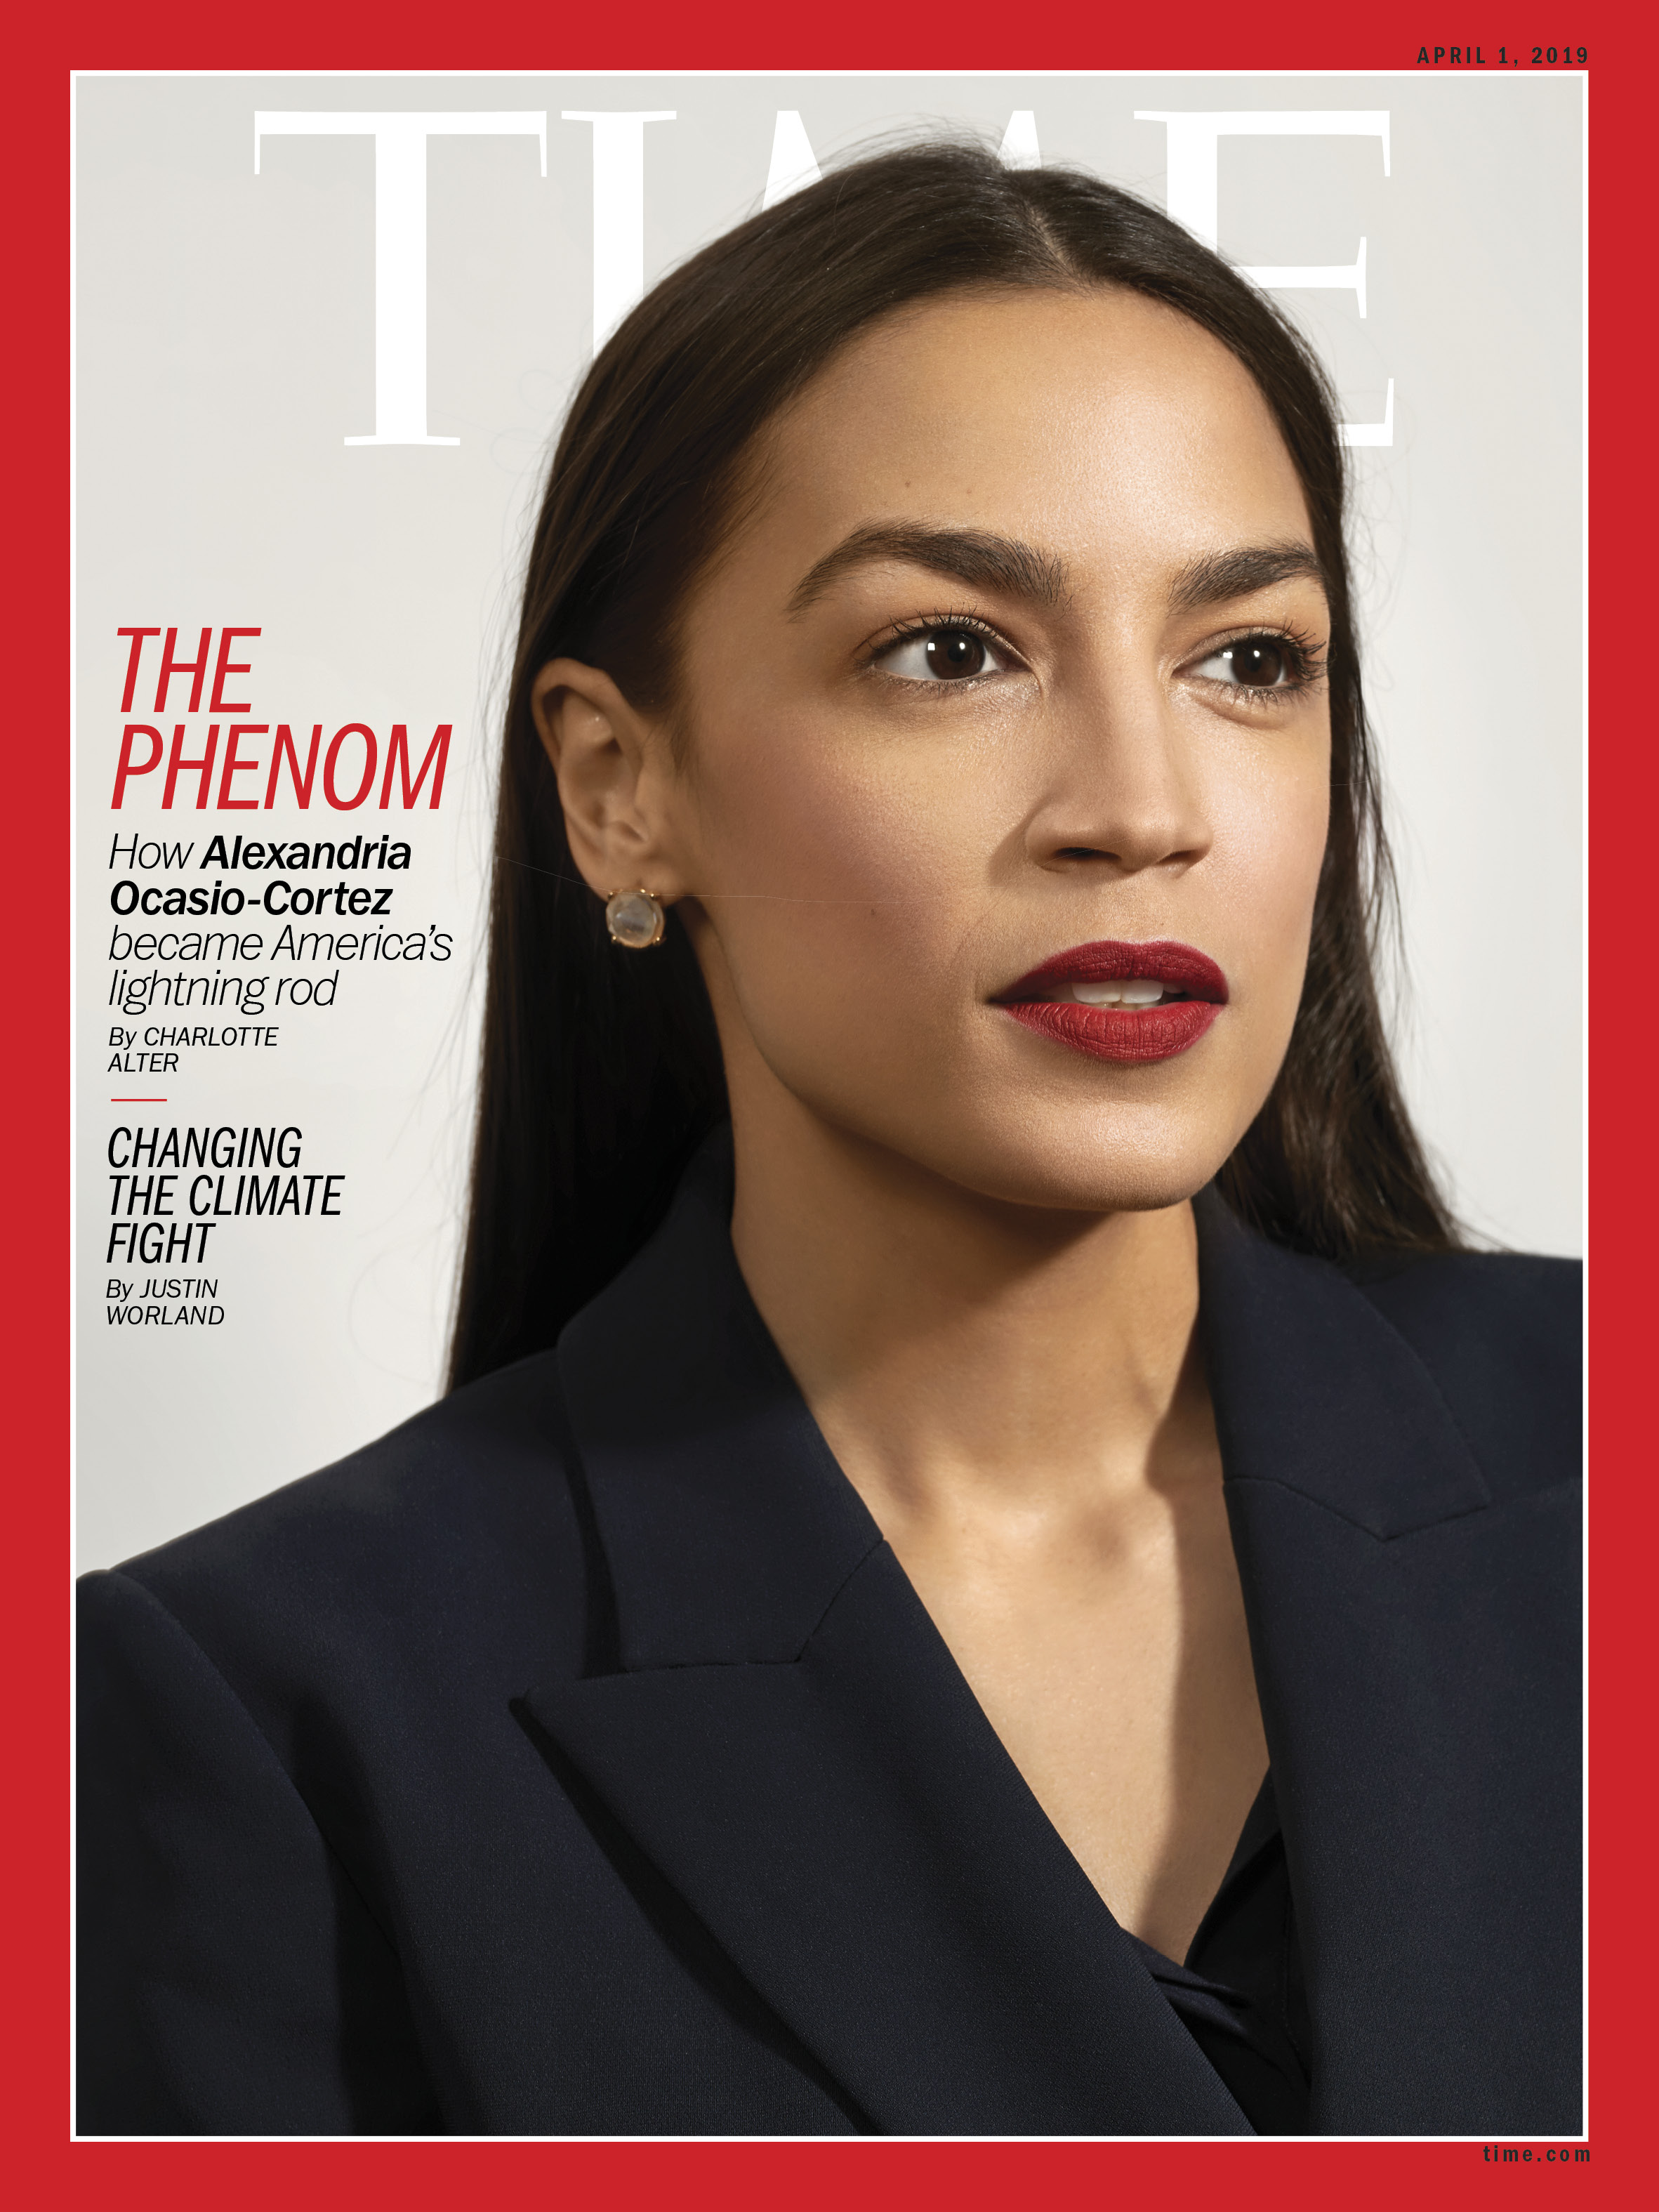 APRIL 1, 2019
TIME
THE
PHENOM
How Alexandria
Ocasio-Cortez
became America’s
lightning rod
By CHARLOTTE
ALTER
CHANGING
THE CLIMATE
FIGHT
By JUSTIN
WORLAND
time.com